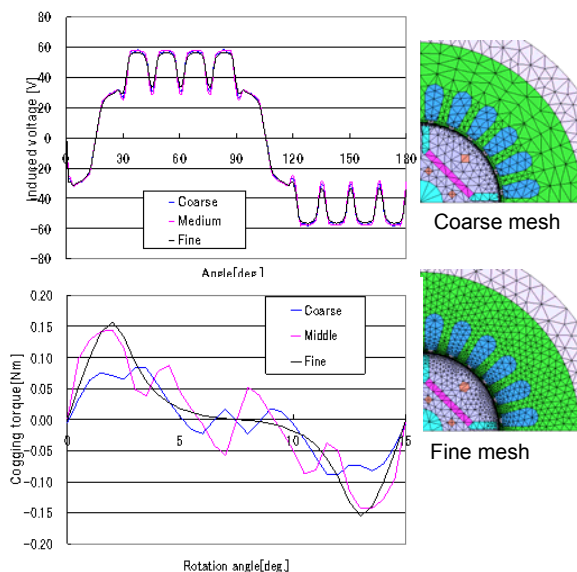 80
60
40
20
0
-20
-40
-60
-80
Induced voltage [V]
0 30 60 90 120 150 180
Coarse
Medium
Fine
Angle[deg.]
Coarse mesh
0.20
0.15
0.10
0.05
0.00
-0.05
-0.10
-0.15
-0.20
Cogging torque[Nm]
Coarse
Middle
Fine
0 5 10 15
Rotation angle[deg.]
Fine mesh